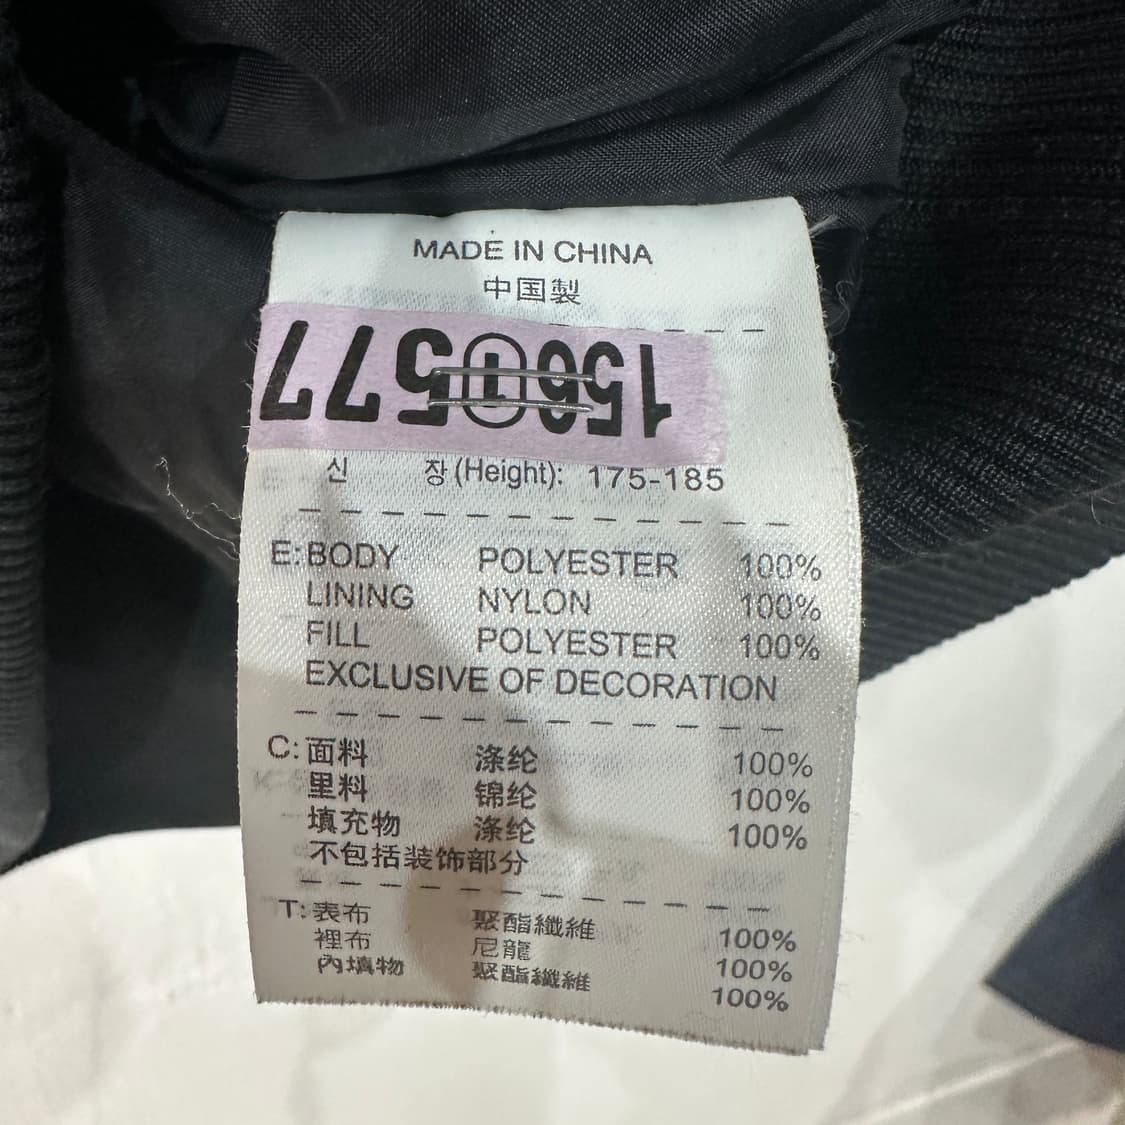 MADE IN CHINA
中国製
156①577
신 장 (Height): 175-185
E: BODY POLYESTER 100%
LINING NYLON 100%
FILL POLYESTER 100%
EXCLUSIVE OF DECORATION
C: 面料 涤纶 100%
里料 锦纶 100%
填充物 涤纶 100%
不包括装饰部分
T: 表布 聚酯纖維 100%
裡布 尼龍 100%
內填物 聚酯纖維 100%